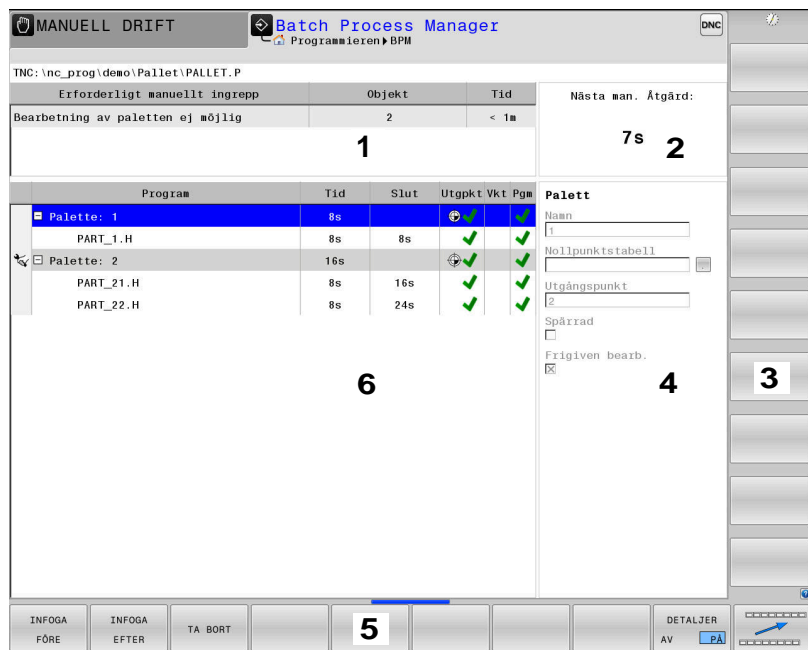 MANUELL DRIFT
Batch Process Manager
Programmieren▶BPM
DNC
TNC:\nc_prog\demo\Pallet\PALLET.P
Erforderligt manuellt ingrepp Objekt Tid
Bearbetning av paletten ej möjlig 2 < 1m
1
Nästa man. Åtgärd:
7s
2
Program Tid Slut Utgpkt Vkt Pgm
Palette: 1 8s
PART_1.H 8s 8s
Palette: 2 16s
PART_21.H 8s 16s
PART_22.H 8s 24s
6
Palett
Namn
1
Nollpunktstabell
Utgångspunkt
2
Spärrad
Frigiven bearb.
4
3
INFOGA FÖRE
INFOGA EFTER
TA BORT
5
DETALJER
AV PÅ